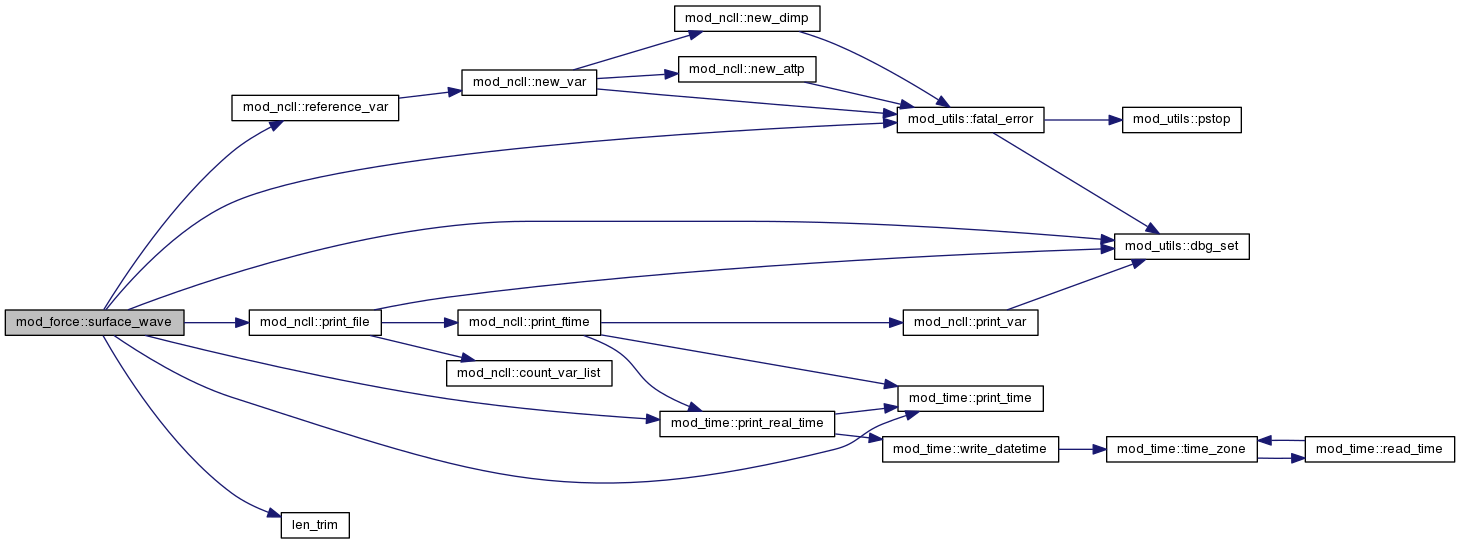 mod_ncll::new_dimp
mod_ncll::new_attp
mod_ncll::new_var
mod_ncll::reference_var
mod_utils::fatal_error
mod_utils::pstop
mod_utils::dbg_set
mod_force::surface_wave
mod_ncll::print_file
mod_ncll::print_ftime
mod_ncll::print_var
mod_ncll::count_var_list
mod_time::print_time
mod_time::print_real_time
mod_time::write_datetime
mod_time::time_zone
mod_time::read_time
len_trim